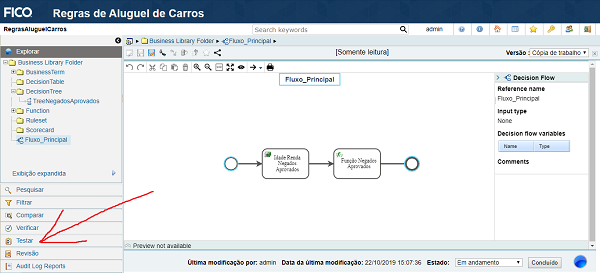 FICO Regras de Aluguel de Carros
RegrasAluguelCarros
Search keywords
admin
Explorar
Business Library Folder
BusinessTerm
DecisionTable
DecisionTree
TreeNegadosAprovados
Function
Ruleset
Scorecard
Fluxo_Principal
Exibição expandida
Pesquisar
Filtrar
Comparar
Verificar
Testar
Revisão
Audit Log Reports
Business Library Folder
Fluxo_Principal
[Somente leitura]
Versão : Cópia de trabalho
Fluxo_Principal
Idade Renda
Negados
Aprovados
Função Negados
Aprovados
Decision Flow
Reference name
Fluxo_Principal
Input type
None
Decision flow variables
Name Type
Comments
Preview not available
Última modificação por: admin Data da última modificação: 22/10/2019 15:07:36 Estado: Em andamento Concluído